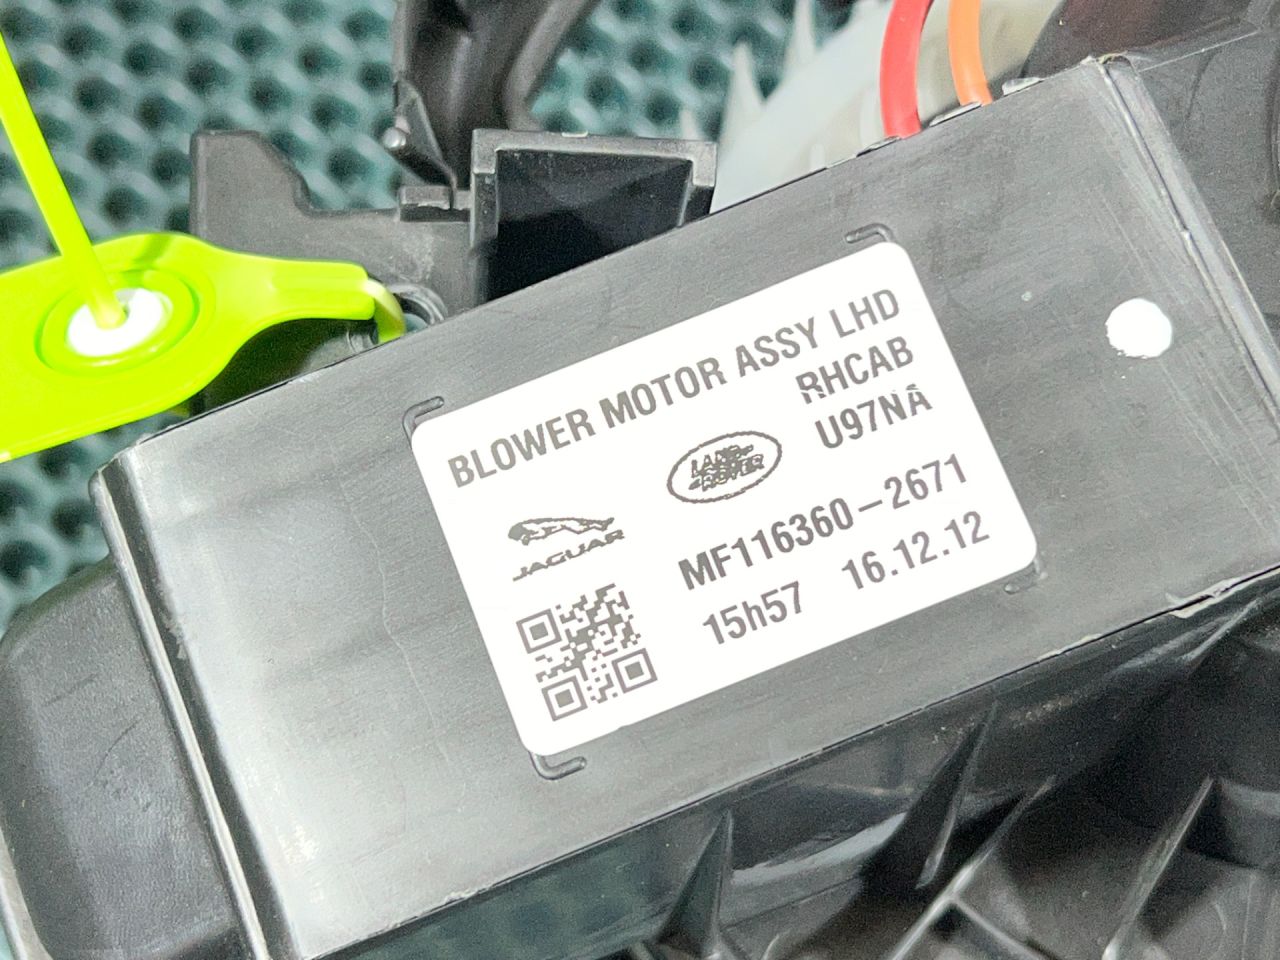 BLOWER MOTOR ASSY LHD
RHCAB
LAND
ROVER
U97NA
JAGUAR
MF116360-2671
15h57 16.12.12